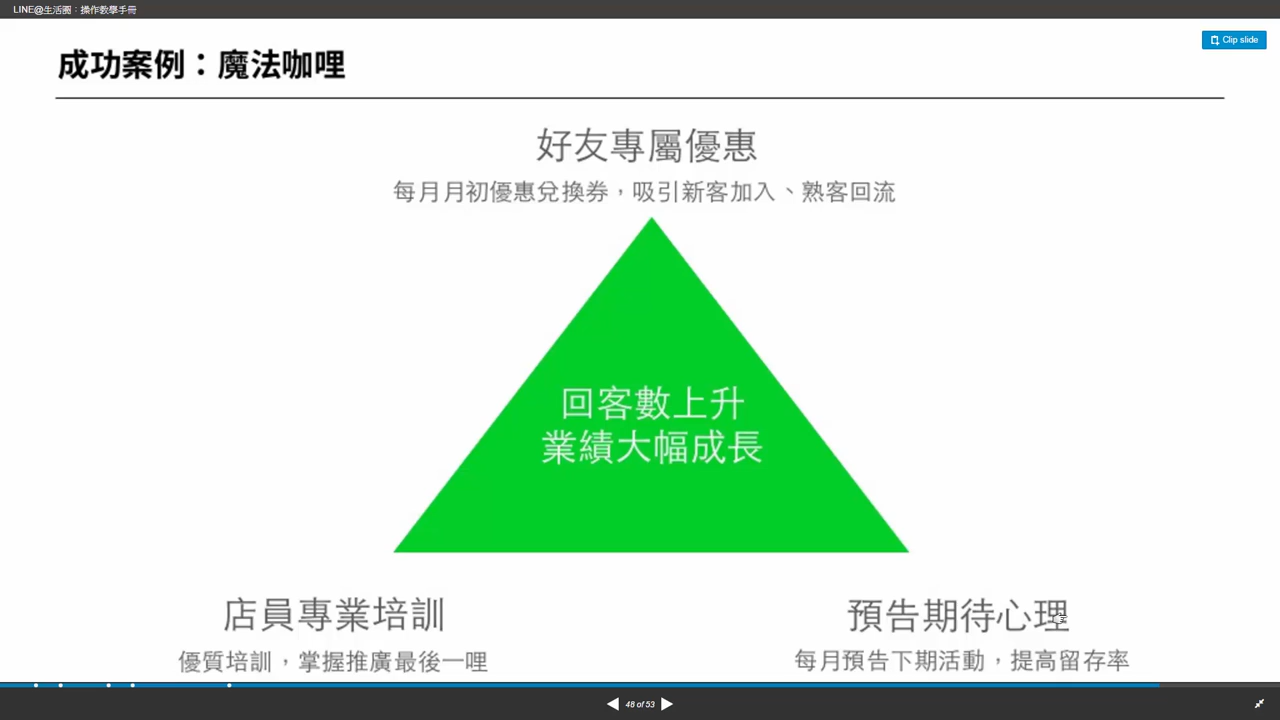 LINE@生活圈：操作教學手冊
Clip slide
成功案例：魔法咖哩
好友專屬優惠
每月月初優惠兌換券，吸引新客加入、熟客回流
回客數上升
業績大幅成長
店員專業培訓
優質培訓，掌握推廣最後一哩
預告期待心理
每月預告下期活動，提高留存率
48 of 53